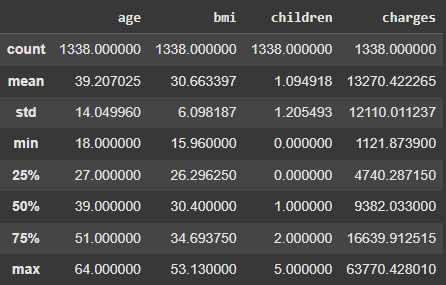 age bmi children charges
count 1338.000000 1338.000000 1338.000000 1338.000000
mean 39.207025 30.663397 1.094918 13270.422265
std 14.049960 6.098187 1.205493 12110.011237
min 18.000000 15.960000 0.000000 1121.873900
25% 27.000000 26.296250 0.000000 4740.287150
50% 39.000000 30.400000 1.000000 9382.033000
75% 51.000000 34.693750 2.000000 16639.912515
max 64.000000 53.130000 5.000000 63770.428010